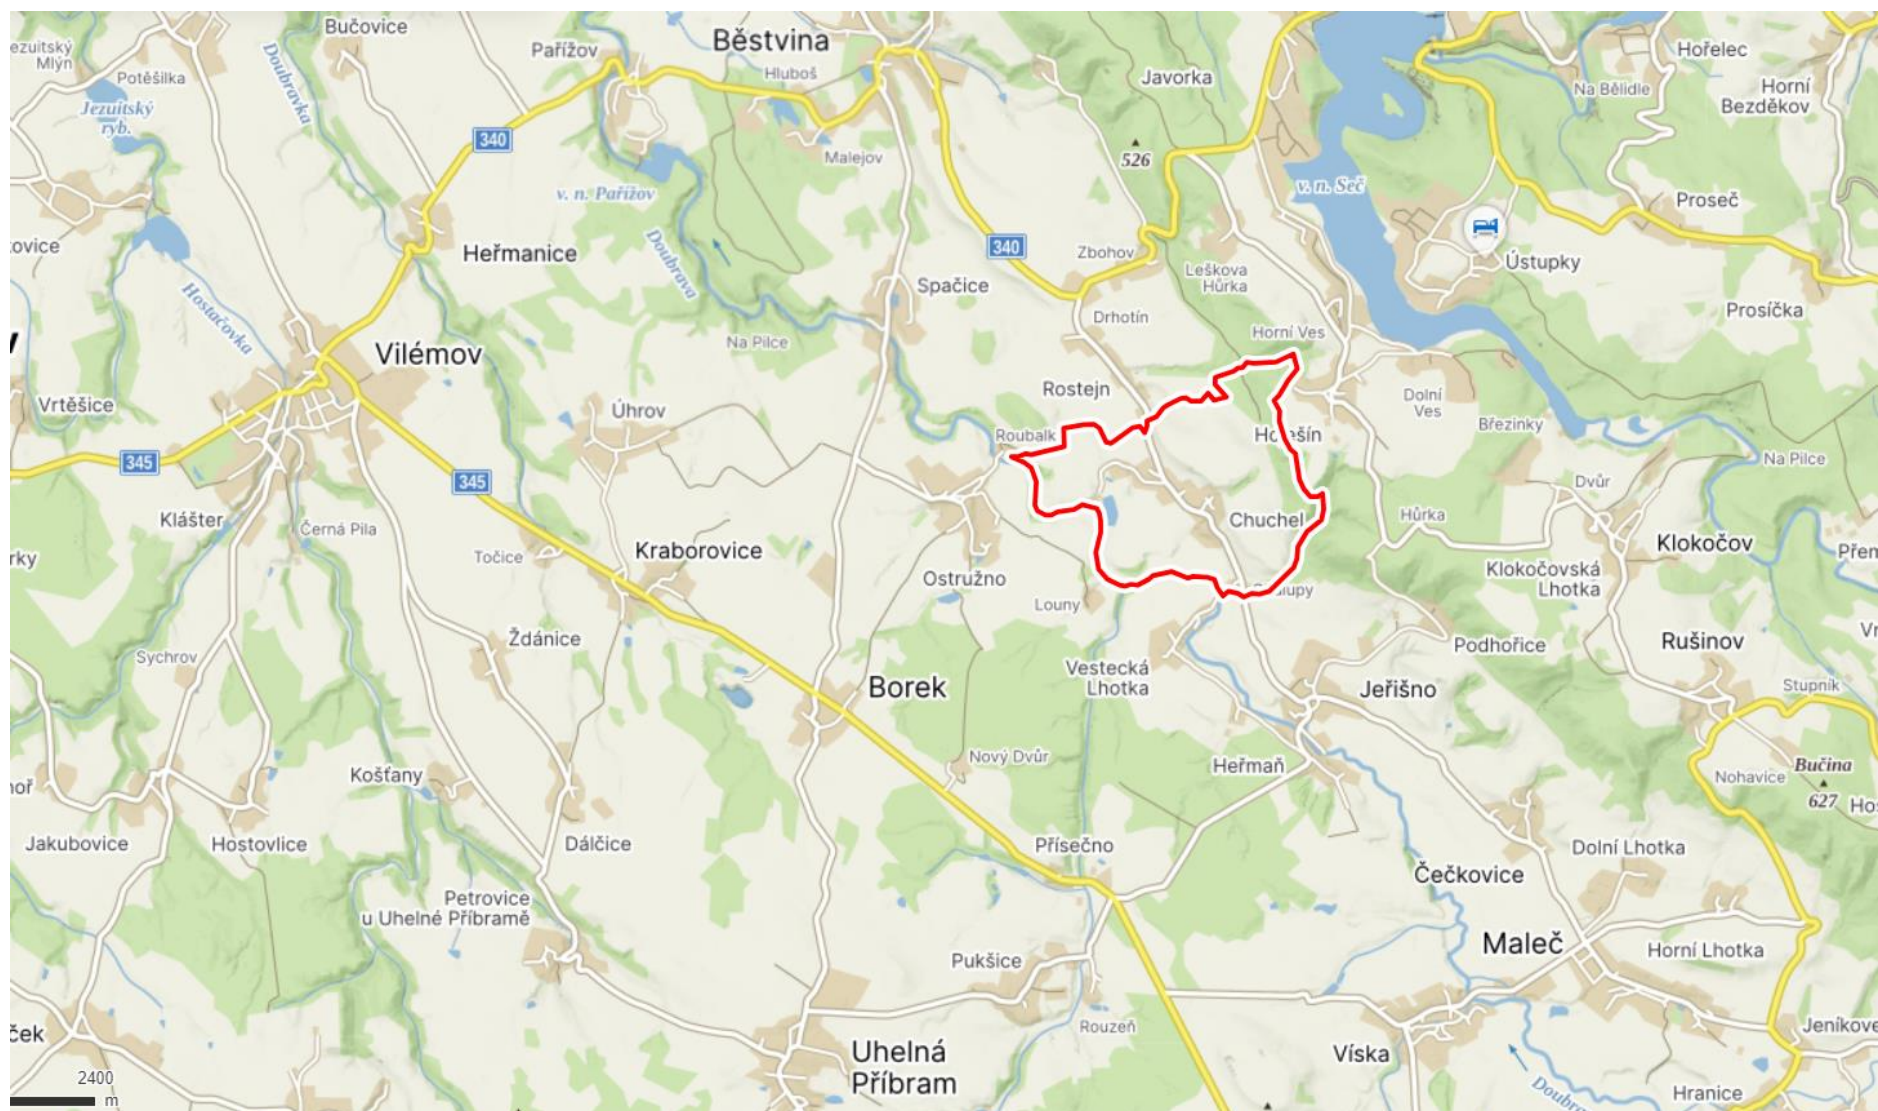 Bučovice
Pařížov
Běstvina
Hluboš
Javorka
Hořelec
Potěšilka
Jezuitský
ryb.
Doubravka
Na Bělidle
Horní
Bezděkov
340
Malejov
526
v. n. Pařížov
v. n. Seč
Proseč
Heřmanice
Doubrava
340
Zbohov
Leškova
Hůrka
Ústupky
Hostačovka
Spačice
Drhotín
Prosíčka
Na Pilce
Horní Ves
Vilémov
Rostejn
Dolní
Ves
Vrtěšice
Úhrov
Roubalk
Březinky
345
345
Na Pilce
Dvůr
Klášter
Černá Pila
Chuchel
Hůrka
Točice
Kraborovice
Ostružno
Klokočov
Klokočovská
Lhotka
Louny
Ždánice
Podhořice
Rušinov
Sychrov
Vestecká
Lhotka
Borek
Jeřišno
Stupník
Nový Dvůr
Heřmaň
Bučina
627
Nohavice
Košťany
Jakubovice
Hostovlice
Dálčice
Přísečno
Dolní Lhotka
Čečkovice
Petrovice
u Uhelné Příbramě
Maleč
Horní Lhotka
Pukšice
Rouzeň
Víska
Uhelná
Příbram
2400
m
Hranice